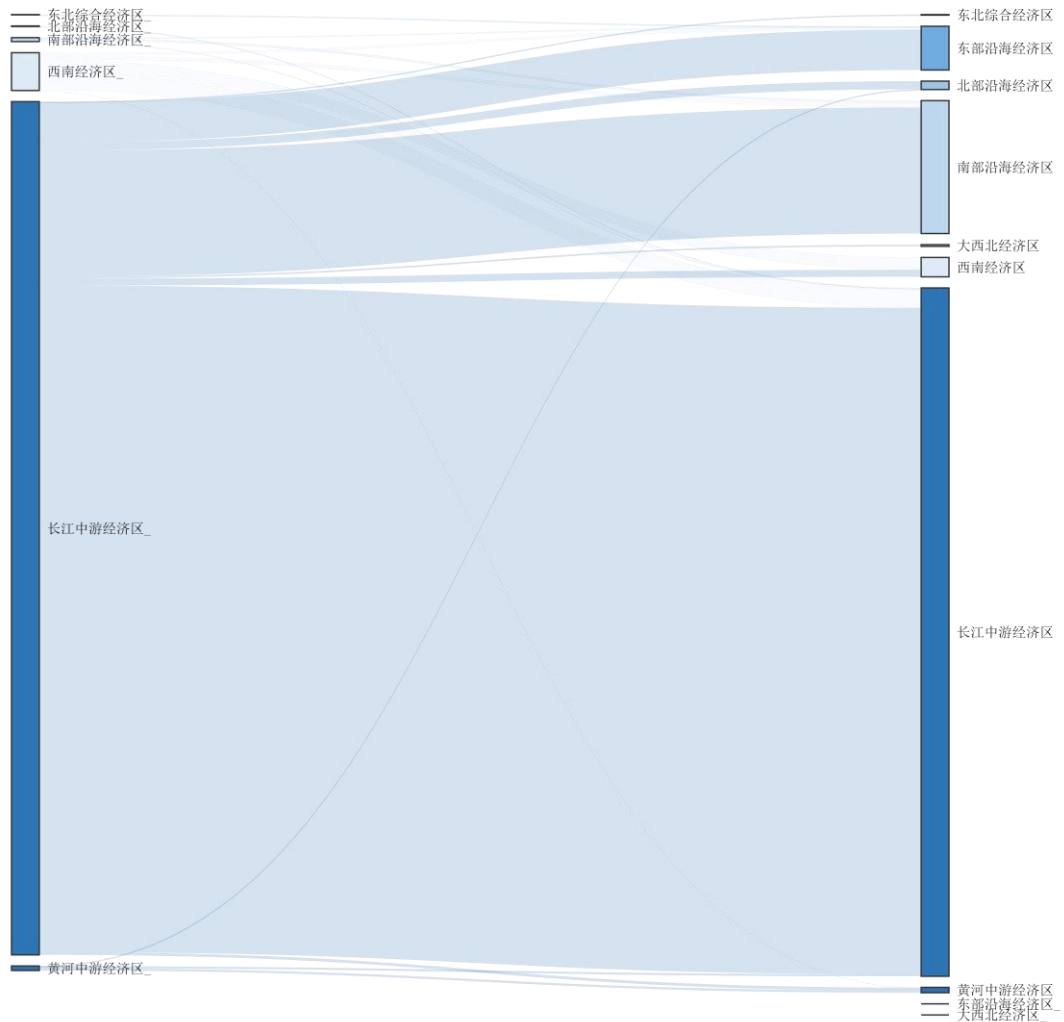 东北综合经济区_
北部沿海经济区_
南部沿海经济区_
西南经济区_
长江中游经济区_
黄河中游经济区_
东北综合经济区
东部沿海经济区
北部沿海经济区
南部沿海经济区
大西北经济区
西南经济区
长江中游经济区
黄河中游经济区
东部沿海经济区_
大西北经济区_